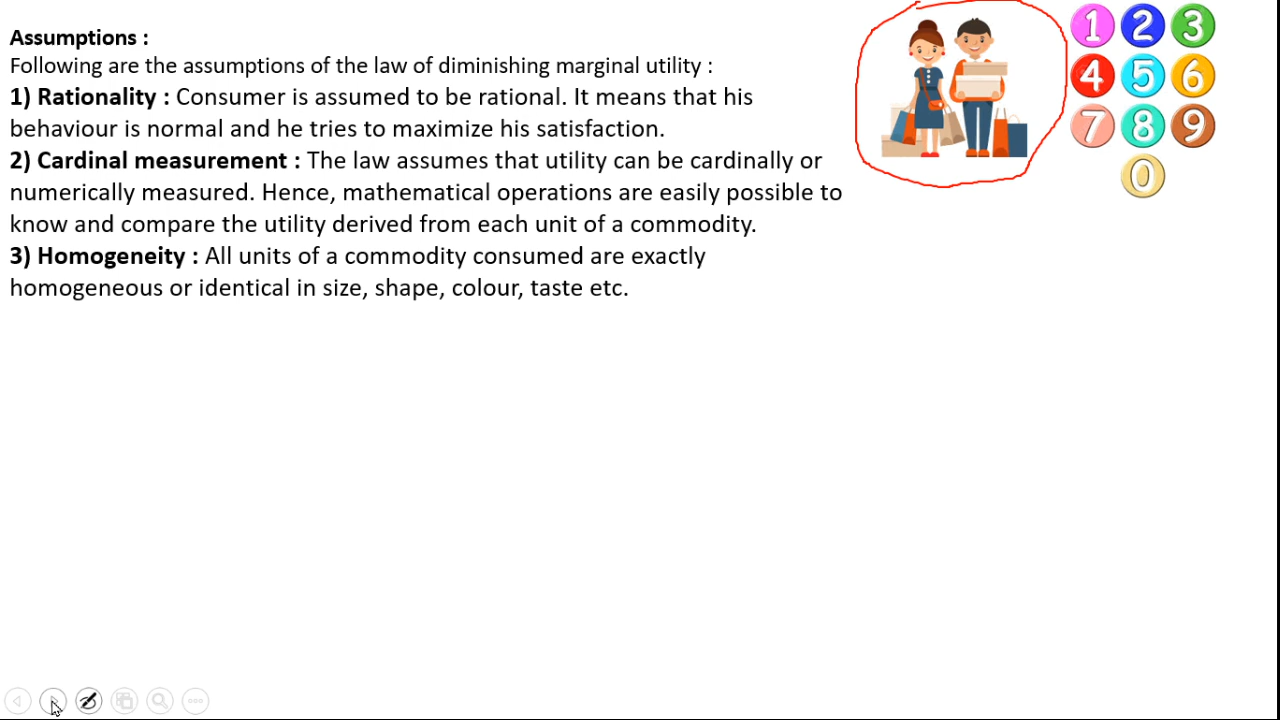 Assumptions :
Following are the assumptions of the law of diminishing marginal utility :
1) Rationality : Consumer is assumed to be rational. It means that his
behaviour is normal and he tries to maximize his satisfaction.
2) Cardinal measurement : The law assumes that utility can be cardinally or
numerically measured. Hence, mathematical operations are easily possible to
know and compare the utility derived from each unit of a commodity.
3) Homogeneity : All units of a commodity consumed are exactly
homogeneous or identical in size, shape, colour, taste etc.
1 2 3
4 5 6
7 8 9
0